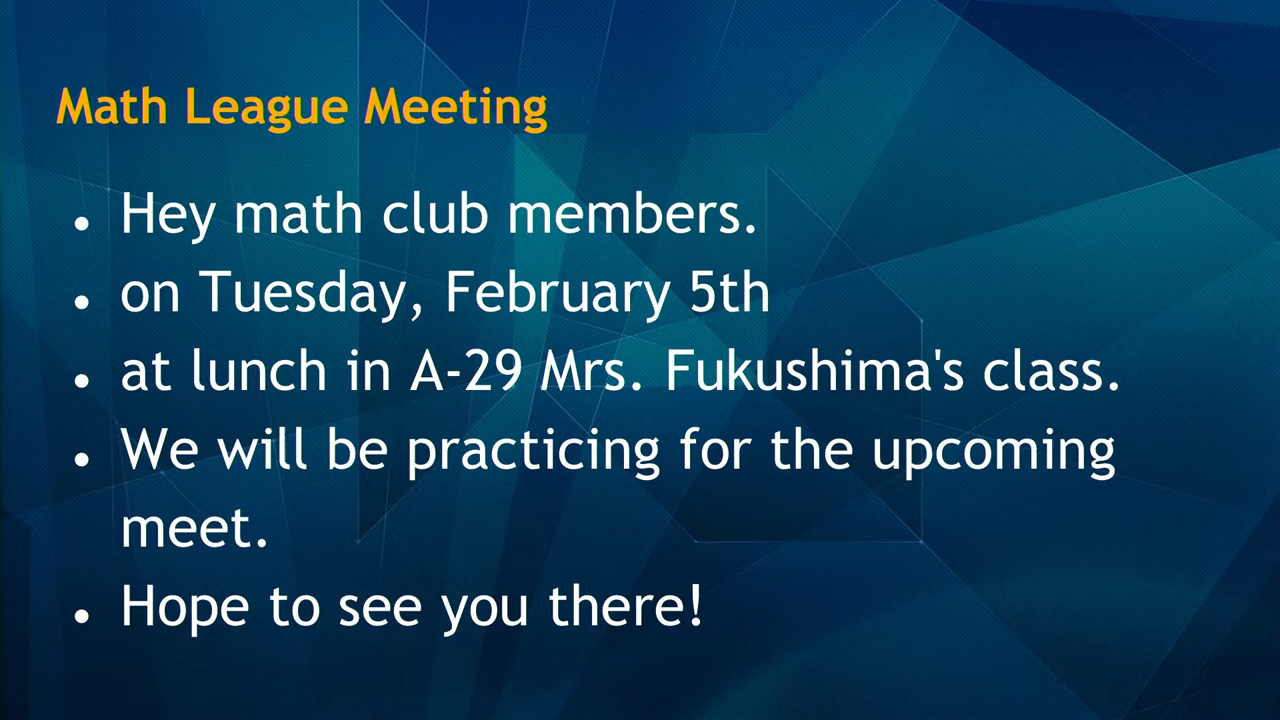 Math League Meeting
• Hey math club members.
• on Tuesday, February 5th
• at lunch in A-29 Mrs. Fukushima's class.
• We will be practicing for the upcoming
meet.
• Hope to see you there!